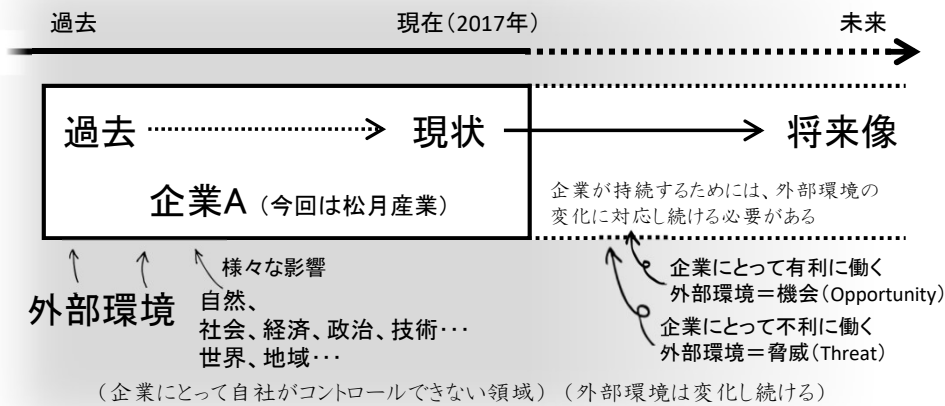 過去 現在(2017年) 未来
過去 現状 将来像
企業A (今回は松月産業)
企業が持続するためには、外部環境の
変化に対応し続ける必要がある
様々な影響
外部環境
自然、
社会、経済、政治、技術…
世界、地域…
企業にとって有利に働く
外部環境=機会(Opportunity)
企業にとって不利に働く
外部環境=脅威(Threat)
(企業にとって自社がコントロールできない領域) (外部環境は変化し続ける)